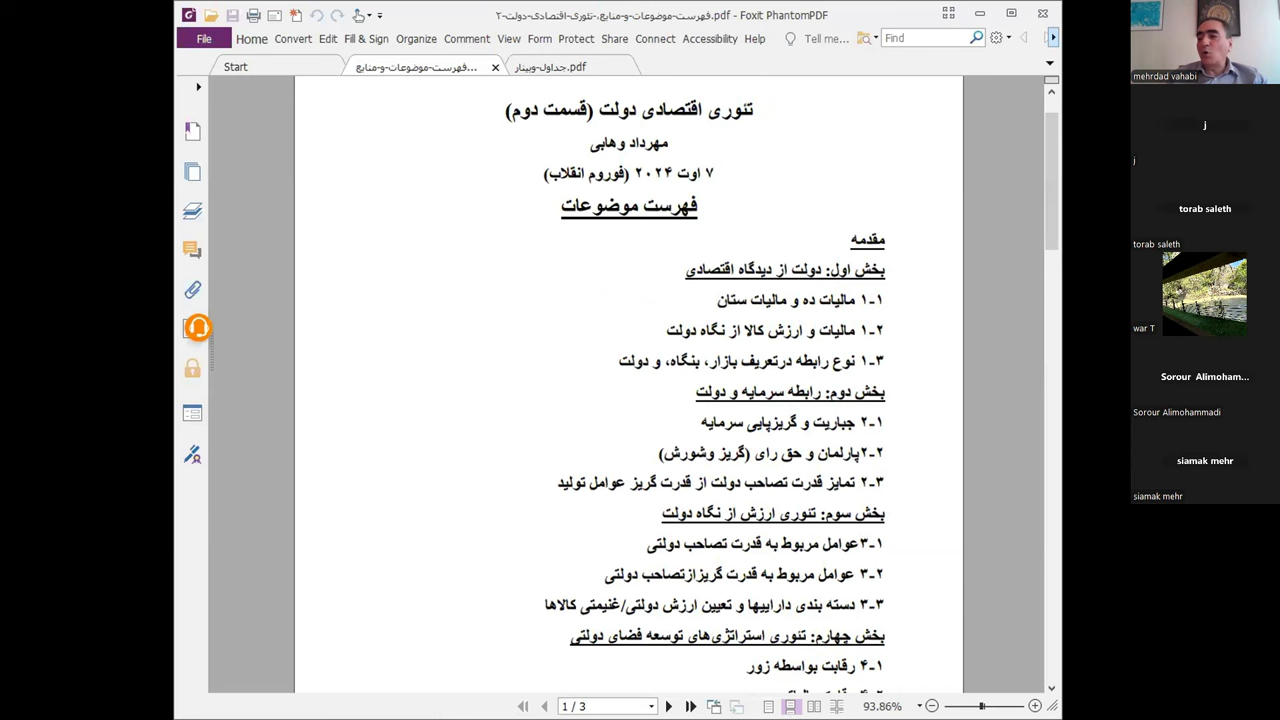 فهرست-موضوعات-و-منابع،-تئوری-اقتصادی-دولت-۲.pdf - Foxit PhantomPDF
File Home Convert Edit Fill & Sign Organize Comment View Form Protect Share Connect Accessibility Help Tell me... Find
Start فهرست-موضوعات-و-منابع... جداول-وبینار.pdf
تئوری اقتصادی دولت (قسمت دوم)
مهرداد وهابی
۷ اوت ۲۰۲۴ (فوروم انقلاب)
فهرست موضوعات
مقدمه
بخش اول: دولت از دیدگاه اقتصادی
۱-۱ مالیات ده و مالیات ستان
۱-۲ مالیات و ارزش کالا از نگاه دولت
۱-۳ نوع رابطه درتعریف بازار، بنگاه، و دولت
بخش دوم: رابطه سرمایه و دولت
۲-۱ جباریت و گریزپایی سرمایه
۲-۲پارلمان و حق رای (گریز وشورش)
۲-۳ تمایز قدرت تصاحب دولت از قدرت گریز عوامل تولید
بخش سوم: تئوری ارزش از نگاه دولت
۳-۱عوامل مربوط به قدرت تصاحب دولتی
۳-۲ عوامل مربوط به قدرت گریزازتصاحب دولتی
۳-۳ دسته بندی داراییها و تعیین ارزش دولتی/غنیمتی کالاها
بخش چهارم: تئوری استراتژی‌های توسعه فضای دولتی
۴-۱ رقابت بواسطه زور
1 / 3
93.86%
mehrdad vahabi
j
j
torab saleth
torab saleth
war T
Sorour Alimoham...
Sorour Alimohammadi
siamak mehr
siamak mehr